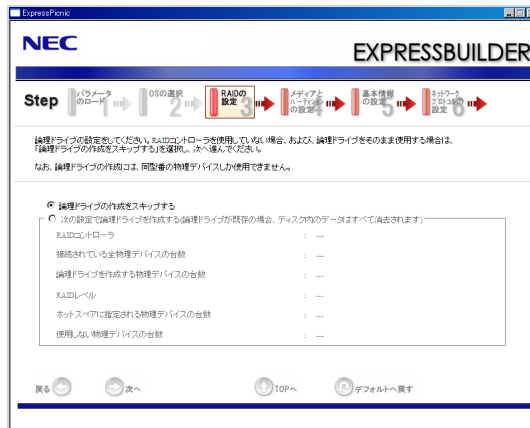 ExpressPicnic
NEC
EXPRESSBUILDER
Step パラメータのロード 1 OSの選択 2 RAIDの設定 3 メディアとパーティションの設定 4 基本情報の設定 5 ネットワークプロトコルの設定 6
論理ドライブの設定をしてください。RAIDコントローラを使用していない場合、および、論理ドライブをそのまま使用する場合は、
「論理ドライブの作成をスキップする」を選択し、次へ進んでください。
なお、論理ドライブの作成には、同型番の物理デバイスしか使用できません。
論理ドライブの作成をスキップする
次の設定で論理ドライブを作成する(論理ドライブが既存の場合、ディスク内のデータはすべて消去されます)
RAIDコントローラ : ---
接続されている全物理デバイスの台数 : ---
論理ドライブを作成する物理デバイスの台数 : ---
RAIDレベル : ---
ホットスペアに指定される物理デバイスの台数 : ---
使用しない物理デバイスの台数 : ---
戻る 次へ TOPへ デフォルトへ戻す